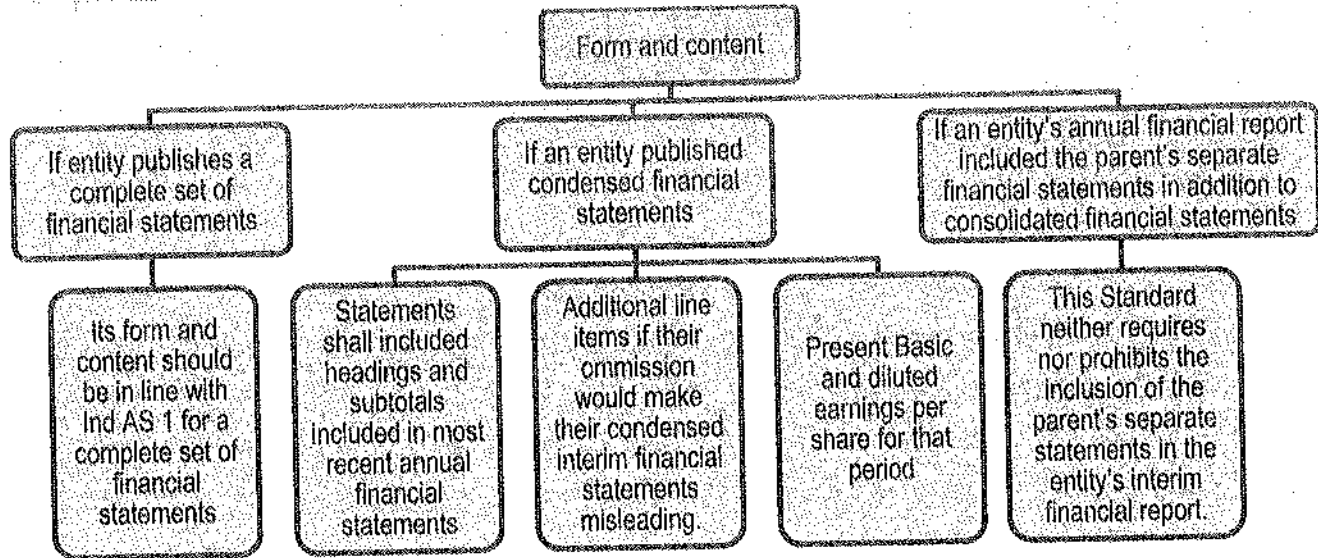 Form and content
If entity publishes a
complete set of
financial statements
If an entity published
condensed financial
statements
If an entity's annual financial report
included the parent's separate
financial statements in addition to
consolidated financial statements
Its form and
content should
be in line with
Ind AS 1 for a
complete set of
financial
statements
Statements
shall included
headings and
subtotals
included in most
recent annual
financial
statements
Additional line
items if their
ommission
would make
their condensed
interim financial
statements
misleading.
Present Basic
and diluted
earnings per
share for that
period
This Standard
neither requires
nor prohibits the
inclusion of the
parent's separate
statements in the
entity's interim
financial report.